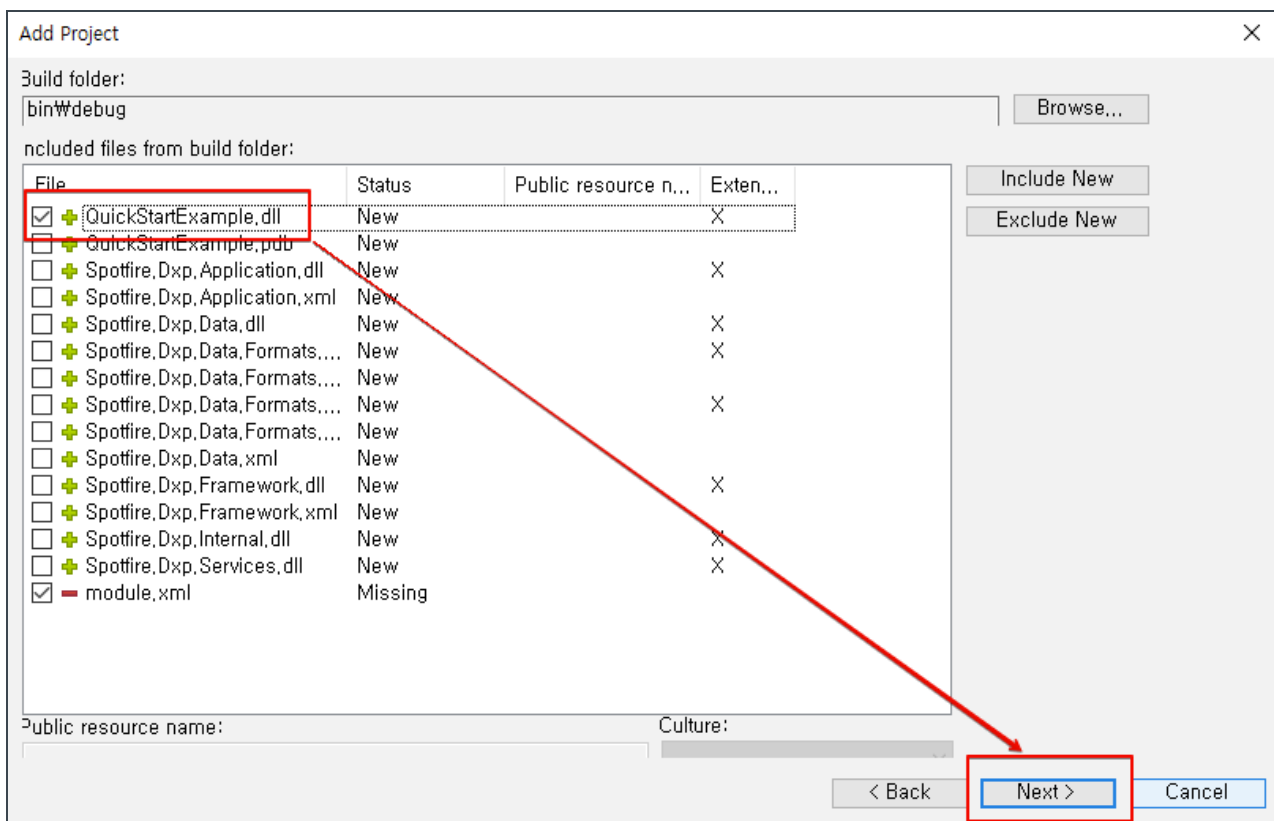 Add Project
Build folder:
bin₩debug
Browse...
ncluded files from build folder:
File Status Public resource n... Exten...
QuickStartExample.dll New X
QuickStartExample.pdb New
Spotfire.Dxp.Application.dll New X
Spotfire.Dxp.Application.xml New
Spotfire.Dxp.Data.dll New X
Spotfire.Dxp.Data.Formats.... New X
Spotfire.Dxp.Data.Formats.... New
Spotfire.Dxp.Data.Formats.... New X
Spotfire.Dxp.Data.Formats.... New
Spotfire.Dxp.Data.xml New
Spotfire.Dxp.Framework.dll New X
Spotfire.Dxp.Framework.xml New
Spotfire.Dxp.Internal.dll New X
Spotfire.Dxp.Services.dll New X
module.xml Missing
Include New
Exclude New
Public resource name: Culture:
< Back Next > Cancel